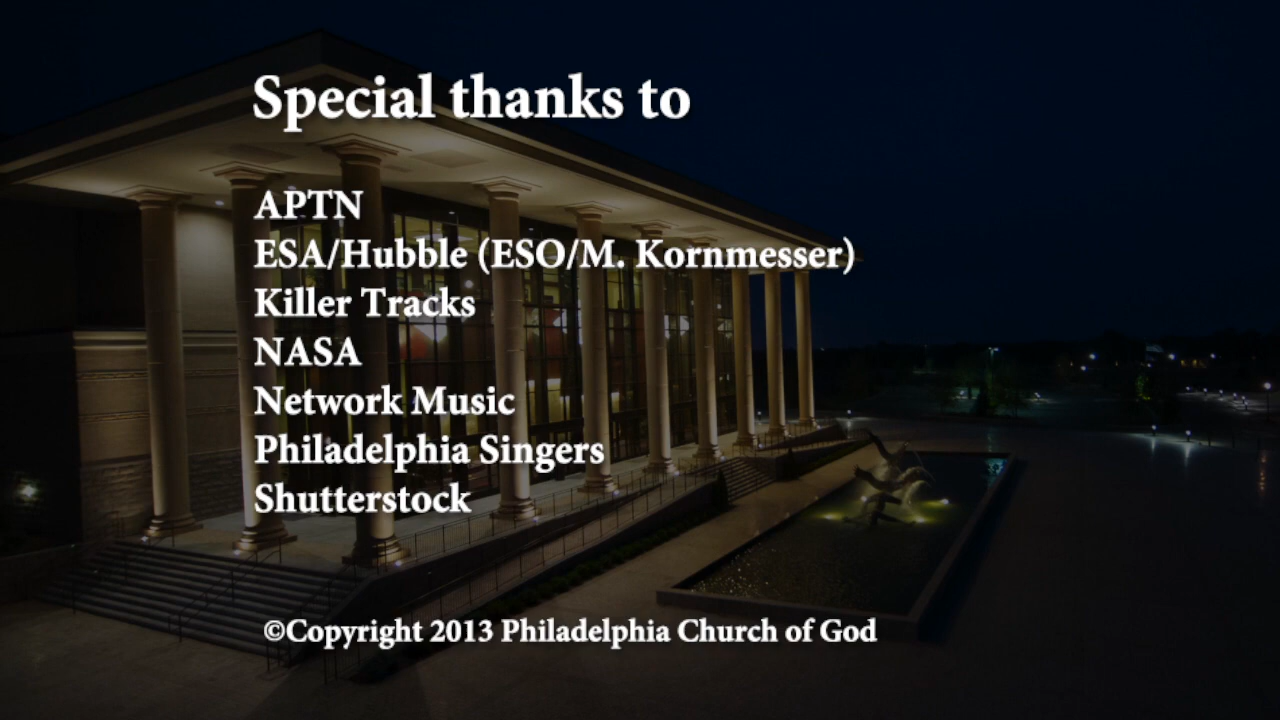 Special thanks to
APTN
ESA/Hubble (ESO/M. Kornmesser)
Killer Tracks
NASA
Network Music
Philadelphia Singers
Shutterstock
©Copyright 2013 Philadelphia Church of God